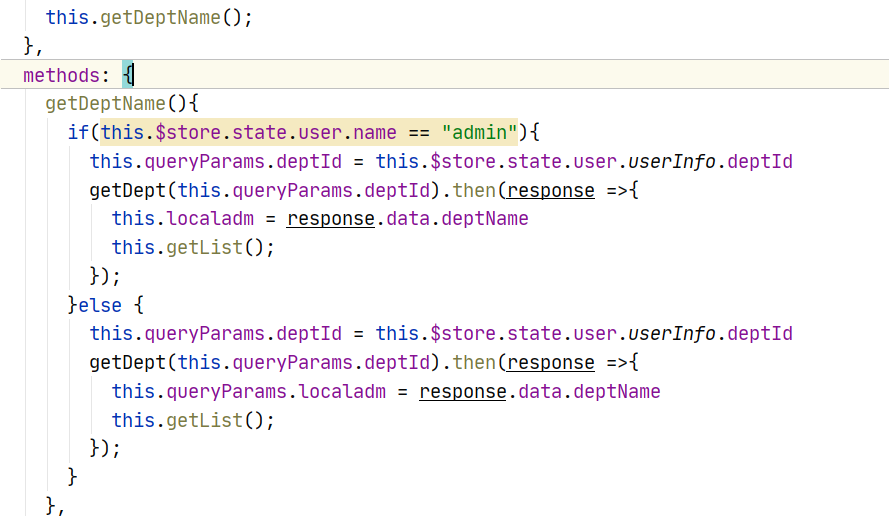 this.getDeptName();
},
methods: {
getDeptName(){
if(this.$store.state.user.name == "admin"){
this.queryParams.deptId = this.$store.state.user.userInfo.deptId
getDept(this.queryParams.deptId).then(response =>{
this.localadm = response.data.deptName
this.getList();
});
}else {
this.queryParams.deptId = this.$store.state.user.userInfo.deptId
getDept(this.queryParams.deptId).then(response =>{
this.queryParams.localadm = response.data.deptName
this.getList();
});
}
},